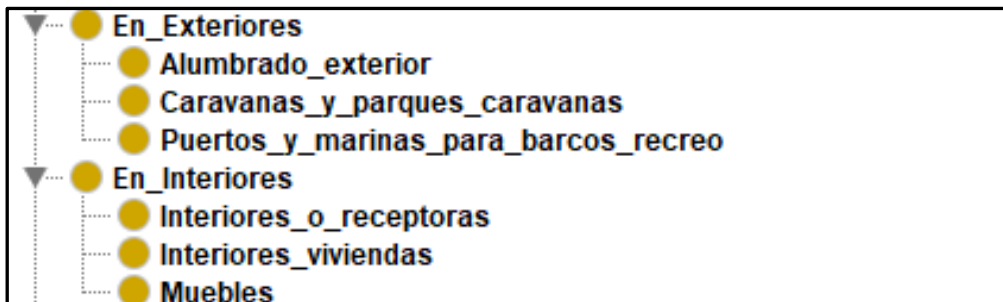 En_Exteriores
Alumbrado_exterior
Caravanas_y_parques_caravanas
Puertos_y_marinas_para_barcos_recreo
En_Interiores
Interiores_o_receptoras
Interiores_viviendas
Muebles